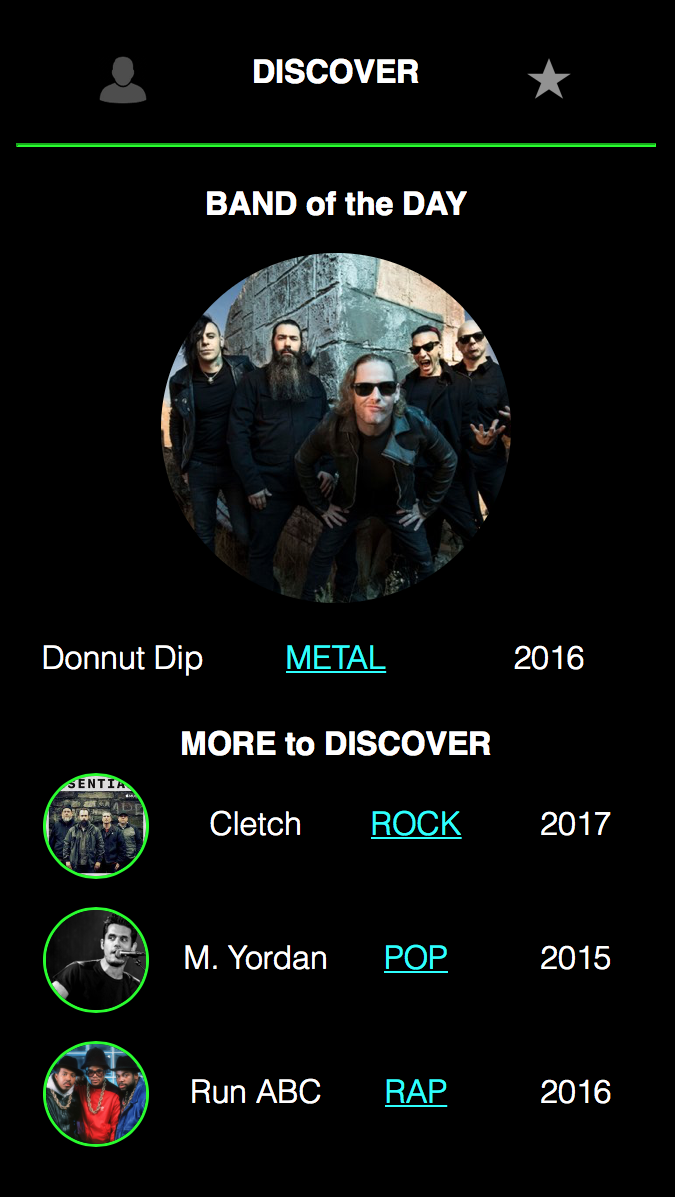 DISCOVER
BAND of the DAY
Donnut Dip METAL 2016
MORE to DISCOVER
SENTIA
Cletch ROCK 2017
M. Yordan POP 2015
Run ABC RAP 2016